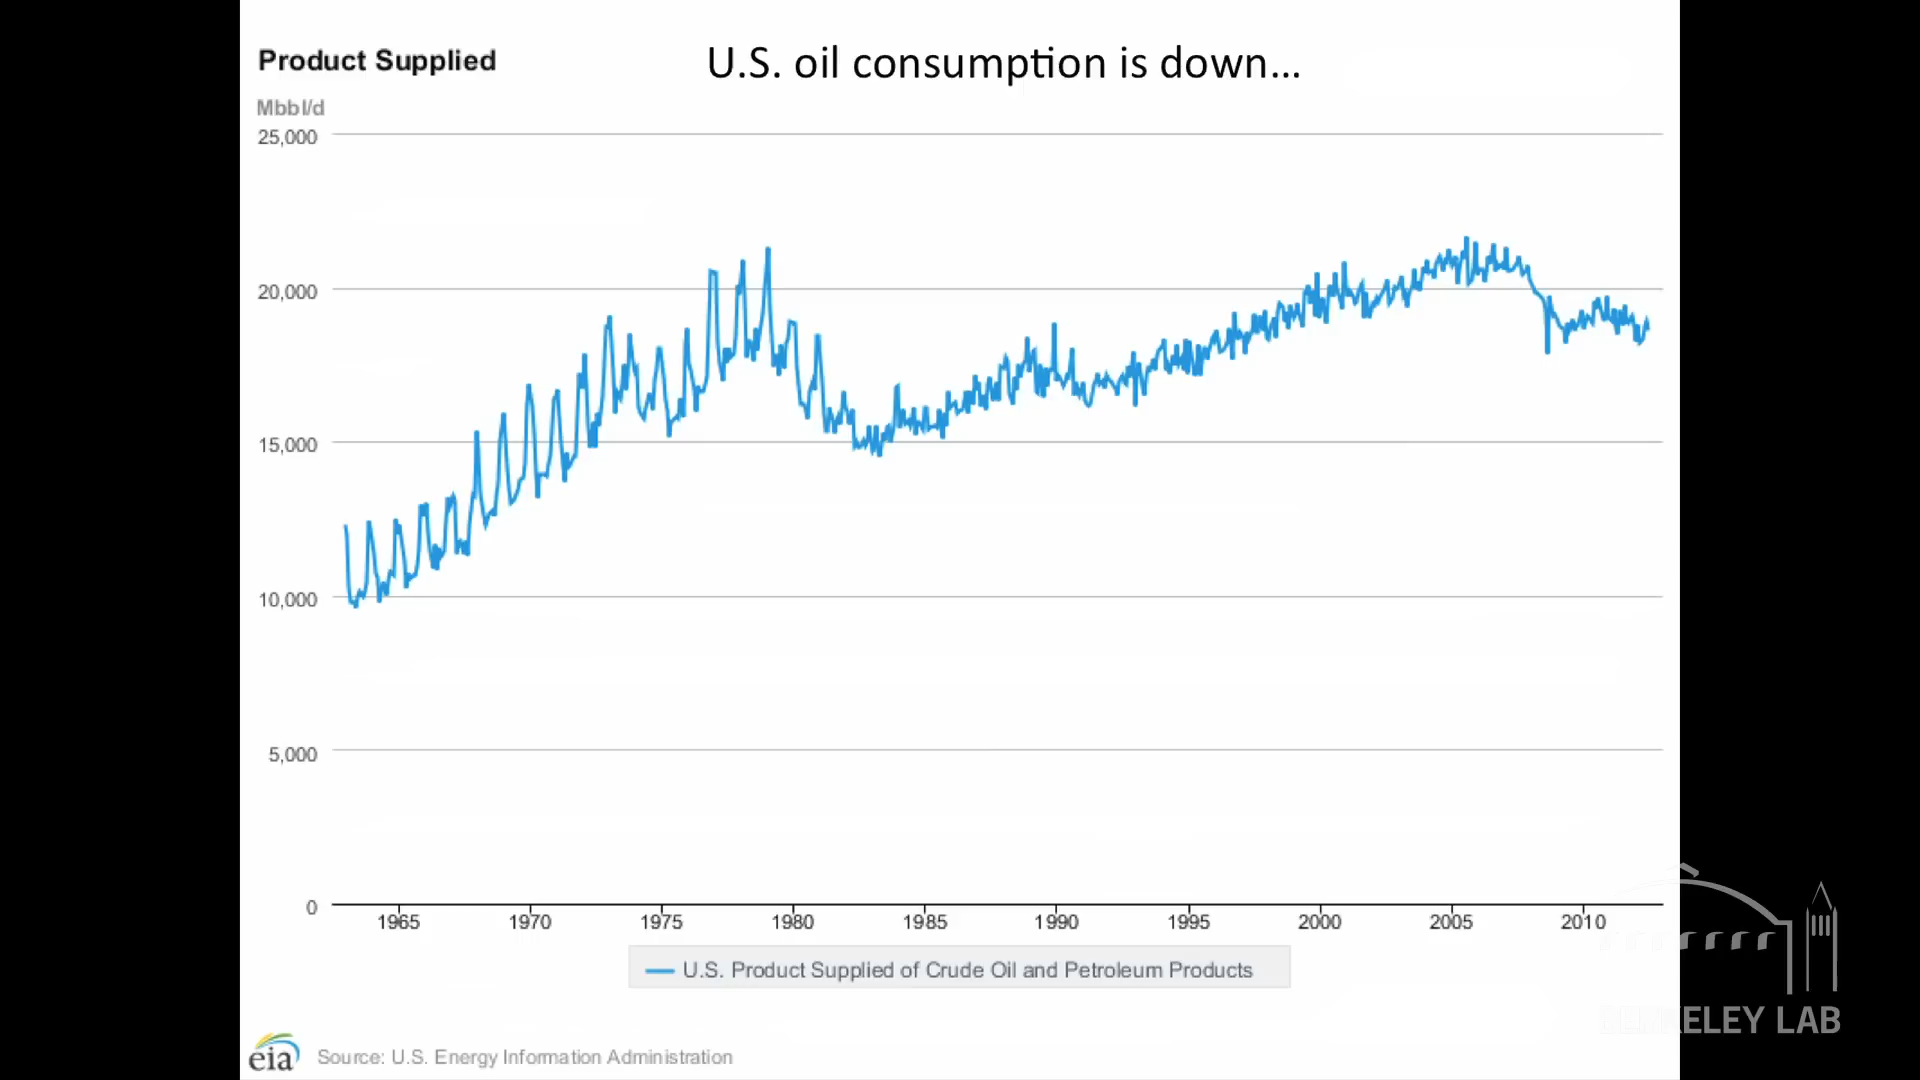 Product Supplied
U.S. oil consumption is down...
Mbbl/d
25,000
20,000
15,000
10,000
5,000
0
1965 1970 1975 1980 1985 1990 1995 2000 2005 2010
U.S. Product Supplied of Crude Oil and Petroleum Products
eia Source: U.S. Energy Information Administration
BERKELEY LAB